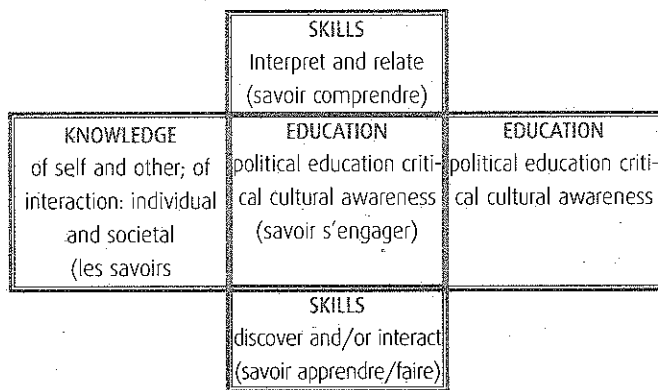 SKILLS
Interpret and relate
(savoir comprendre)
KNOWLEDGE
of self and other; of
interaction: individual
and societal
(les savoirs
EDUCATION
political education criti-
cal cultural awareness
(savoir s'engager)
EDUCATION
political education criti-
cal cultural awareness
SKILLS
discover and/or interact
(savoir apprendre/faire)